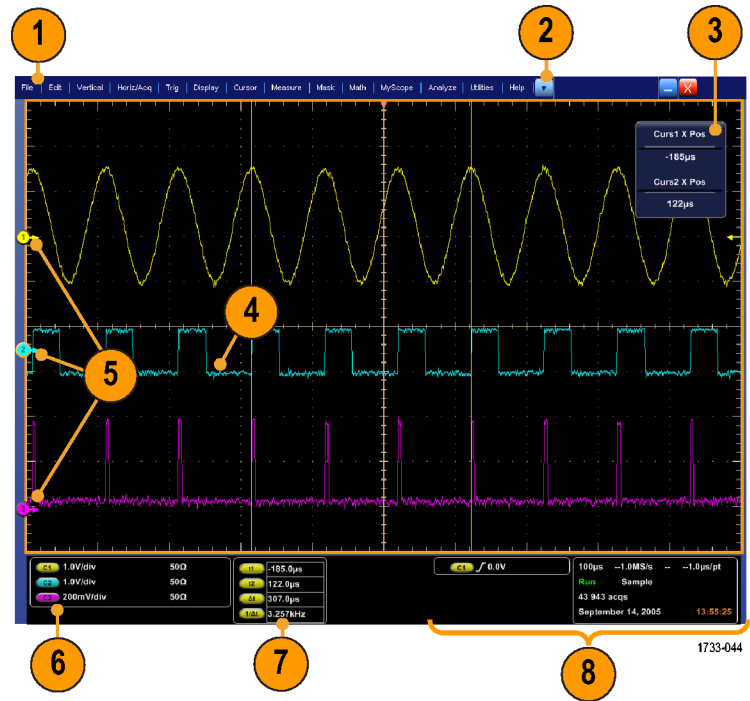 1
2
3
File Edit Vertical Horiz/Acq Trig Display Cursor Measure Mask Math MyScope Analyze Utilities Help
X
Curs1 X Pos
-185µs
Curs2 X Pos
122µs
1
4
2
5
3
C1 1.0V/div 50Ω
C2 1.0V/div 50Ω
C3 200mV/div 50Ω
t1 -185.0µs
t2 122.0µs
Δt 307.0µs
1/Δt 3.257kHz
C1 0.0V
100µs --1.0MS/s -- --1.0µs/pt
Run Sample
43 943 acqs
September 14, 2005 13:55:25
1733-044
6
7
8